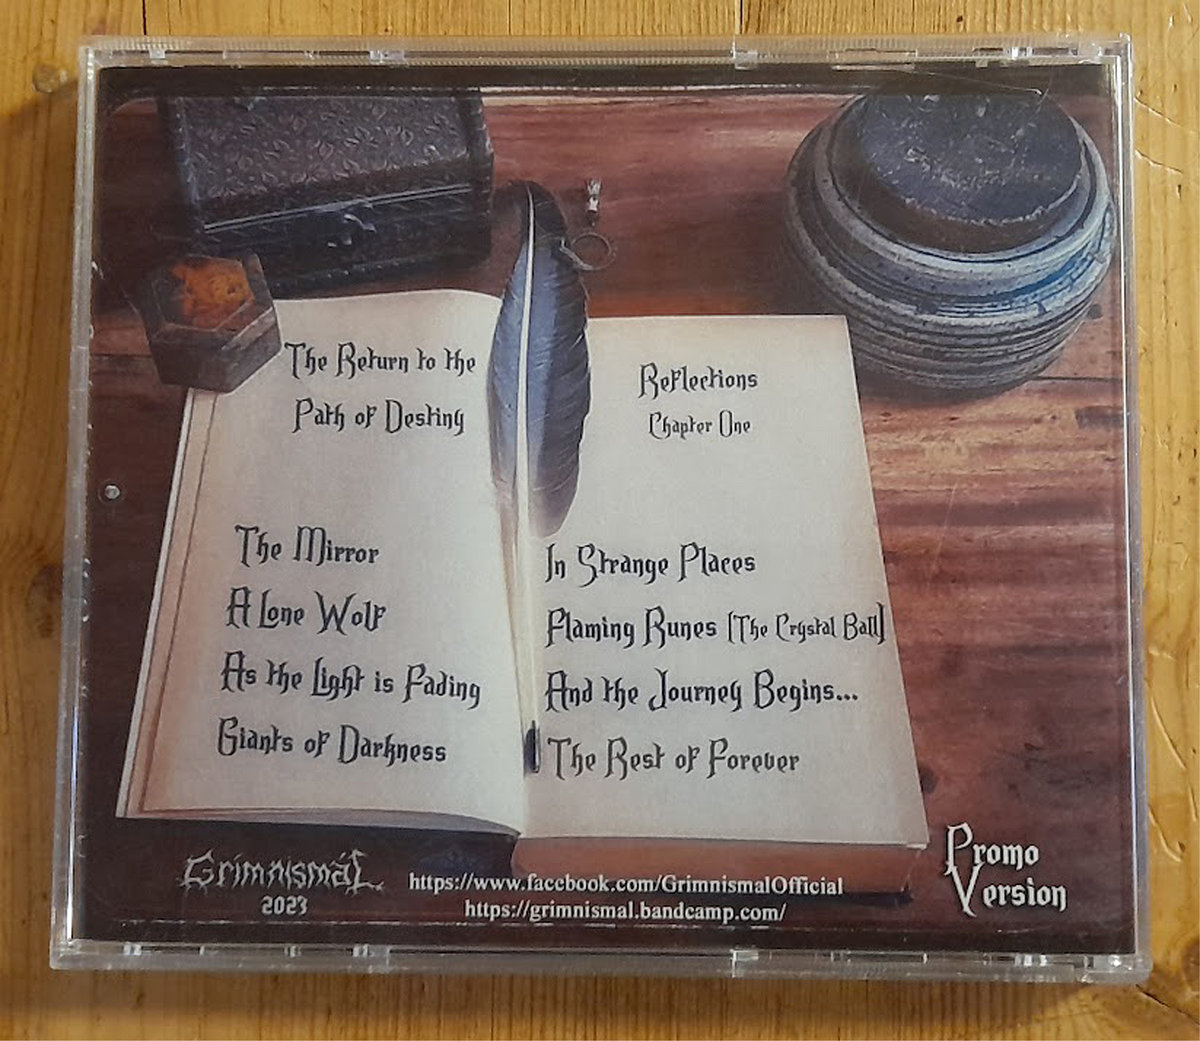 The Return to the
Path of Destiny
The Mirror
A Lone Wolf
As the Light is Fading
Giants of Darkness
Reflections
Chapter One
In Strange Places
Flaming Runes [The Crystal Ball]
And the Journey Begins...
The Rest of Forever
Grímnismál
2023
https://www.facebook.com/GrimnismalOfficial
https://grimnismal.bandcamp.com/
Promo
Version